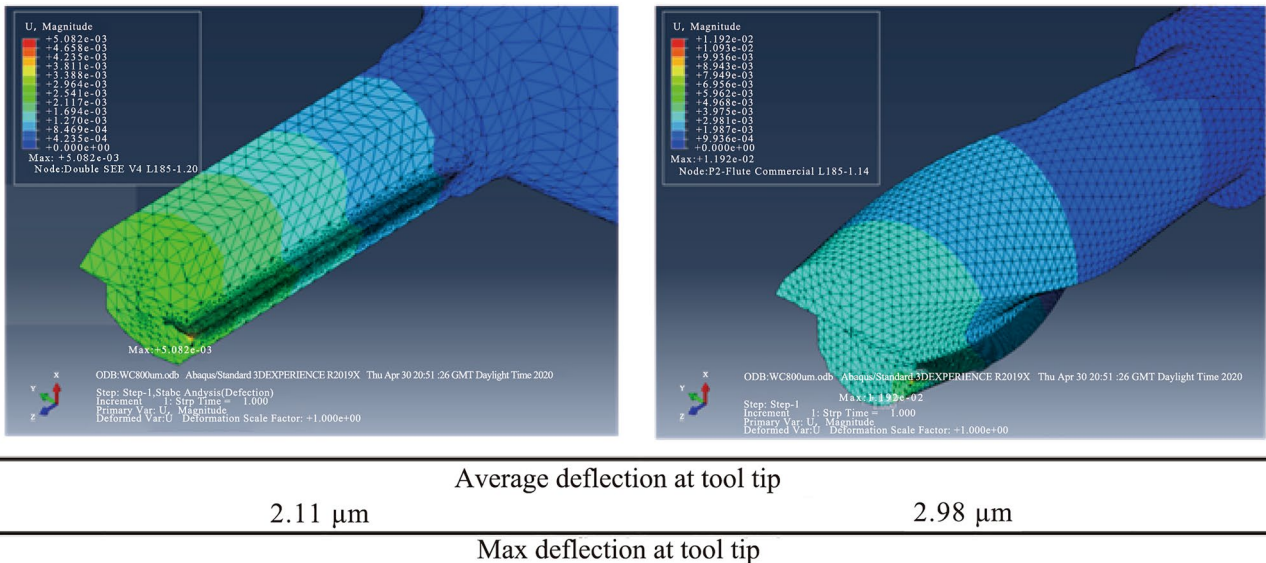 U, Magnitude
+5.082e-03
+4.658e-03
+4.235e-03
+3.811e-03
+3.388e-03
+2.964e-03
+2.541e-03
+2.117e-03
+1.694e-03
+1.270e-03
+8.469e-04
+4.235e-04
+0.000e+00
Max: +5.082e-03
Node:Double SEE V4 L185-1.20
Max:+5.082e-03
Y X Z
ODB:WC800um.odb Abaqus/Standard 3DEXPERIENCE R2019X Thu Apr 30 20:51 :26 GMT Daylight Time 2020
Step: Step-1,Stabc Andysis(Defection)
Increment 1: Strp Time = 1.000
Primary Var: U, Magnitude
Deformed Var:U Deformation Scale Factor: +1.000e+00
U, Magnitude
+1.192e-02
+1.093e-02
+9.936e-03
+8.943e-03
+7.949e-03
+6.956e-03
+5.962e-03
+4.968e-03
+3.975e-03
+2.981e-03
+1.987e-03
+9.936e-04
+0.000e+00
Max:+1.192e-02
Node:P2-Flute Commercial L185-1.14
Y X Z
ODB:WC800um.odb Abaqus/Standard 3DEXPERIENCE R2019X Thu Apr 30 20:51 :26 GMT Daylight Time 2020
Max:+1.192e-02
Step: Step-1
Increment 1: Strp Time = 1.000
Primary Var: U, Magnitude
Deformed Var:U Deformation Scale Factor: +1.000e+00
Average deflection at tool tip
2.11 μm 2.98 μm
Max deflection at tool tip